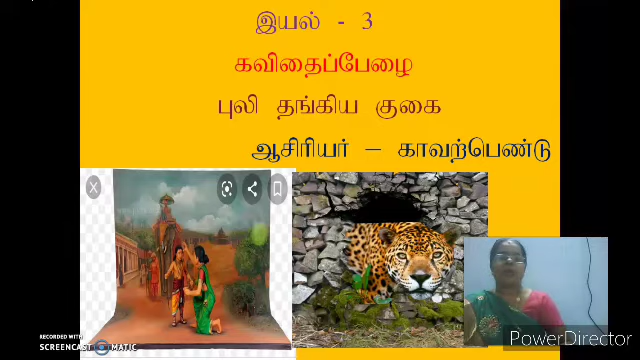 இயல் - 3
கவிதைப்பேழை
புலி தங்கிய குகை
ஆசிரியர் – காவற்பெண்டு
X
PowerDirector
RECORDED WITH
SCREENCAST MATIC